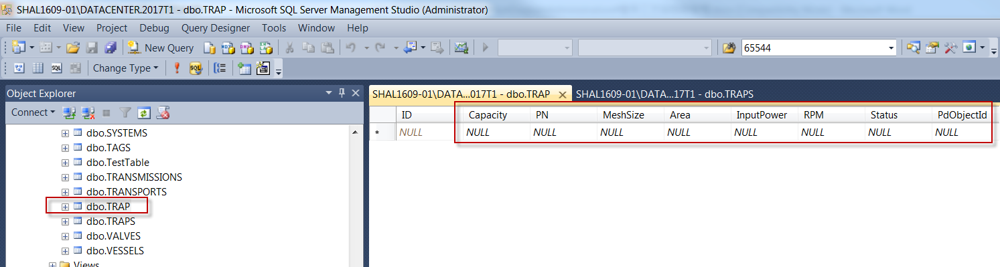 SHAL1609-01\DATACENTER.2017T1 - dbo.TRAP - Microsoft SQL Server Management Studio (Administrator)
File Edit View Project Debug Query Designer Tools Window Help
New Query 65544
SQL Change Type SQL
Object Explorer
SHAL1609-01\DATA...017T1 - dbo.TRAP SHAL1609-01\DATA...17T1 - dbo.TRAPS
Connect
ID Capacity PN MeshSize Area InputPower RPM Status PdObjectId
* NULL NULL NULL NULL NULL NULL NULL NULL NULL
dbo.SYSTEMS
dbo.TAGS
dbo.TestTable
dbo.TRANSMISSIONS
dbo.TRANSPORTS
dbo.TRAP
dbo.TRAPS
dbo.VALVES
dbo.VESSELS
Views